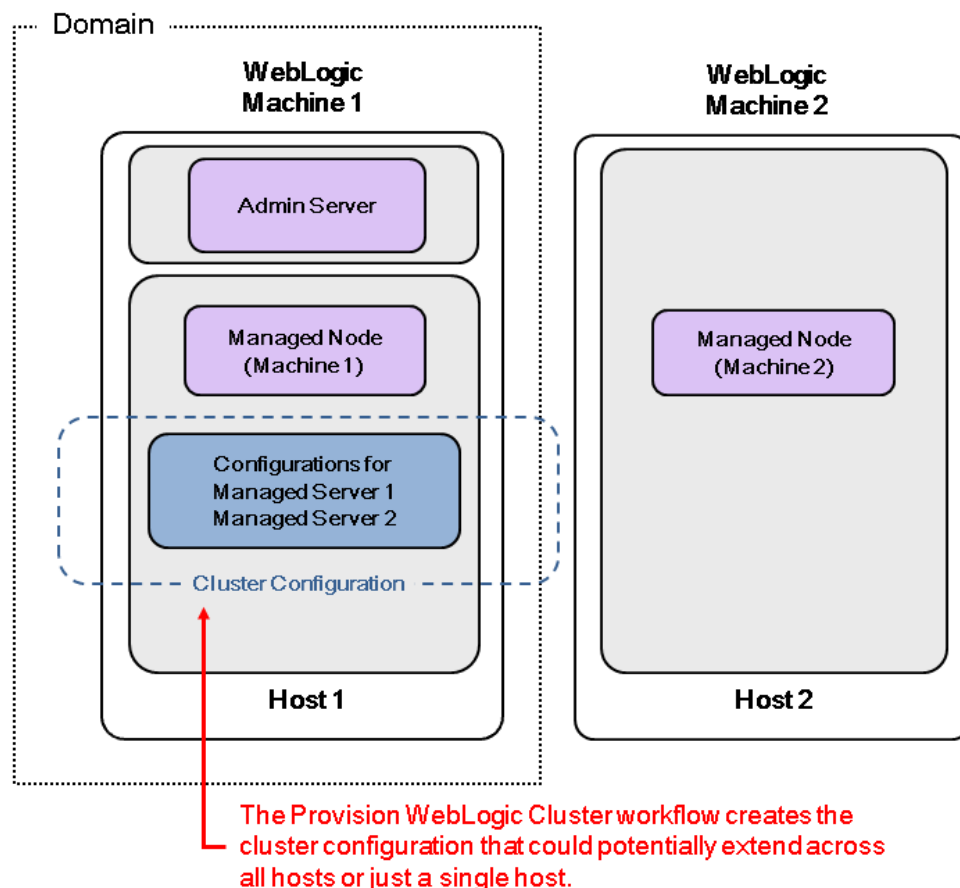 Domain
WebLogic
Machine 1
WebLogic
Machine 2
Admin Server
Managed Node
(Machine 1)
Managed Node
(Machine 2)
Configurations for
Managed Server 1
Managed Server 2
Cluster Configuration
Host 1
Host 2
The Provision WebLogic Cluster workflow creates the
cluster configuration that could potentially extend across
all hosts or just a single host.